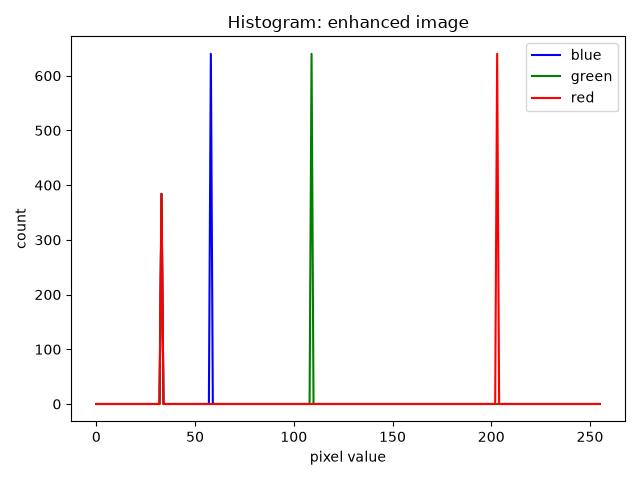 Histogram: enhanced image
blue
green
red
count
600
500
400
300
200
100
0
0 50 100 150 200 250
pixel value